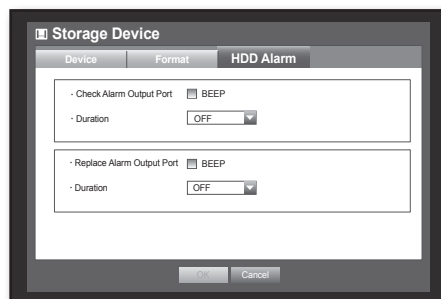 Storage Device
Device Format HDD Alarm
· Check Alarm Output Port BEEP
· Duration OFF
· Replace Alarm Output Port BEEP
· Duration OFF
OK Cancel